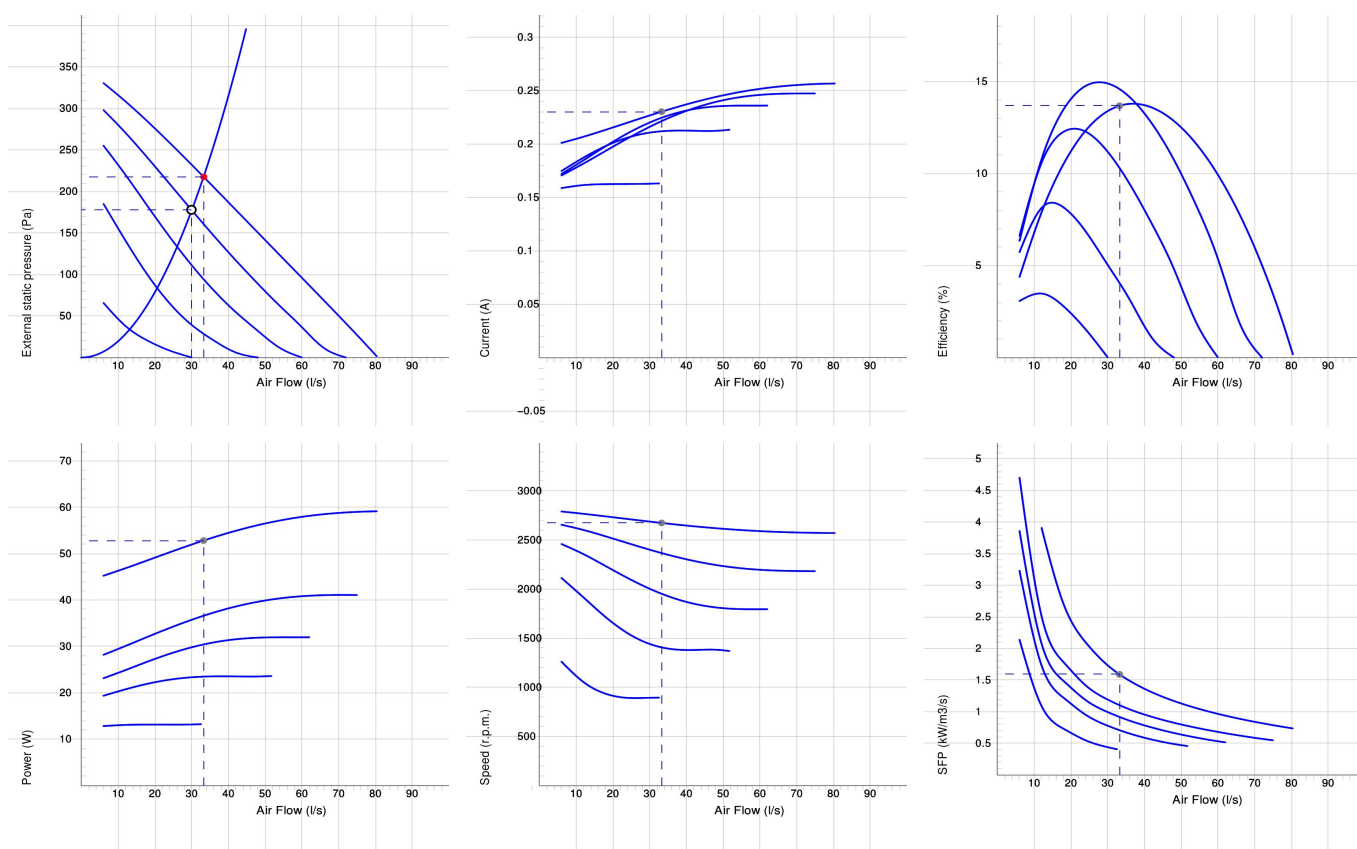 External static pressure (Pa)
350
300
250
200
150
100
50
10 20 30 40 50 60 70 80 90
Air Flow (l/s)
Current (A)
0.3
0.25
0.2
0.15
0.1
0.05
−0.05
10 20 30 40 50 60 70 80 90
Air Flow (l/s)
Efficiency (%)
15
10
5
10 20 30 40 50 60 70 80 90
Air Flow (l/s)
Power (W)
70
60
50
40
30
20
10
10 20 30 40 50 60 70 80 90
Air Flow (l/s)
Speed (r.p.m.)
3000
2500
2000
1500
1000
500
10 20 30 40 50 60 70 80 90
Air Flow (l/s)
SFP (kW/m3/s)
5
4.5
4
3.5
3
2.5
2
1.5
1
0.5
10 20 30 40 50 60 70 80 90
Air Flow (l/s)